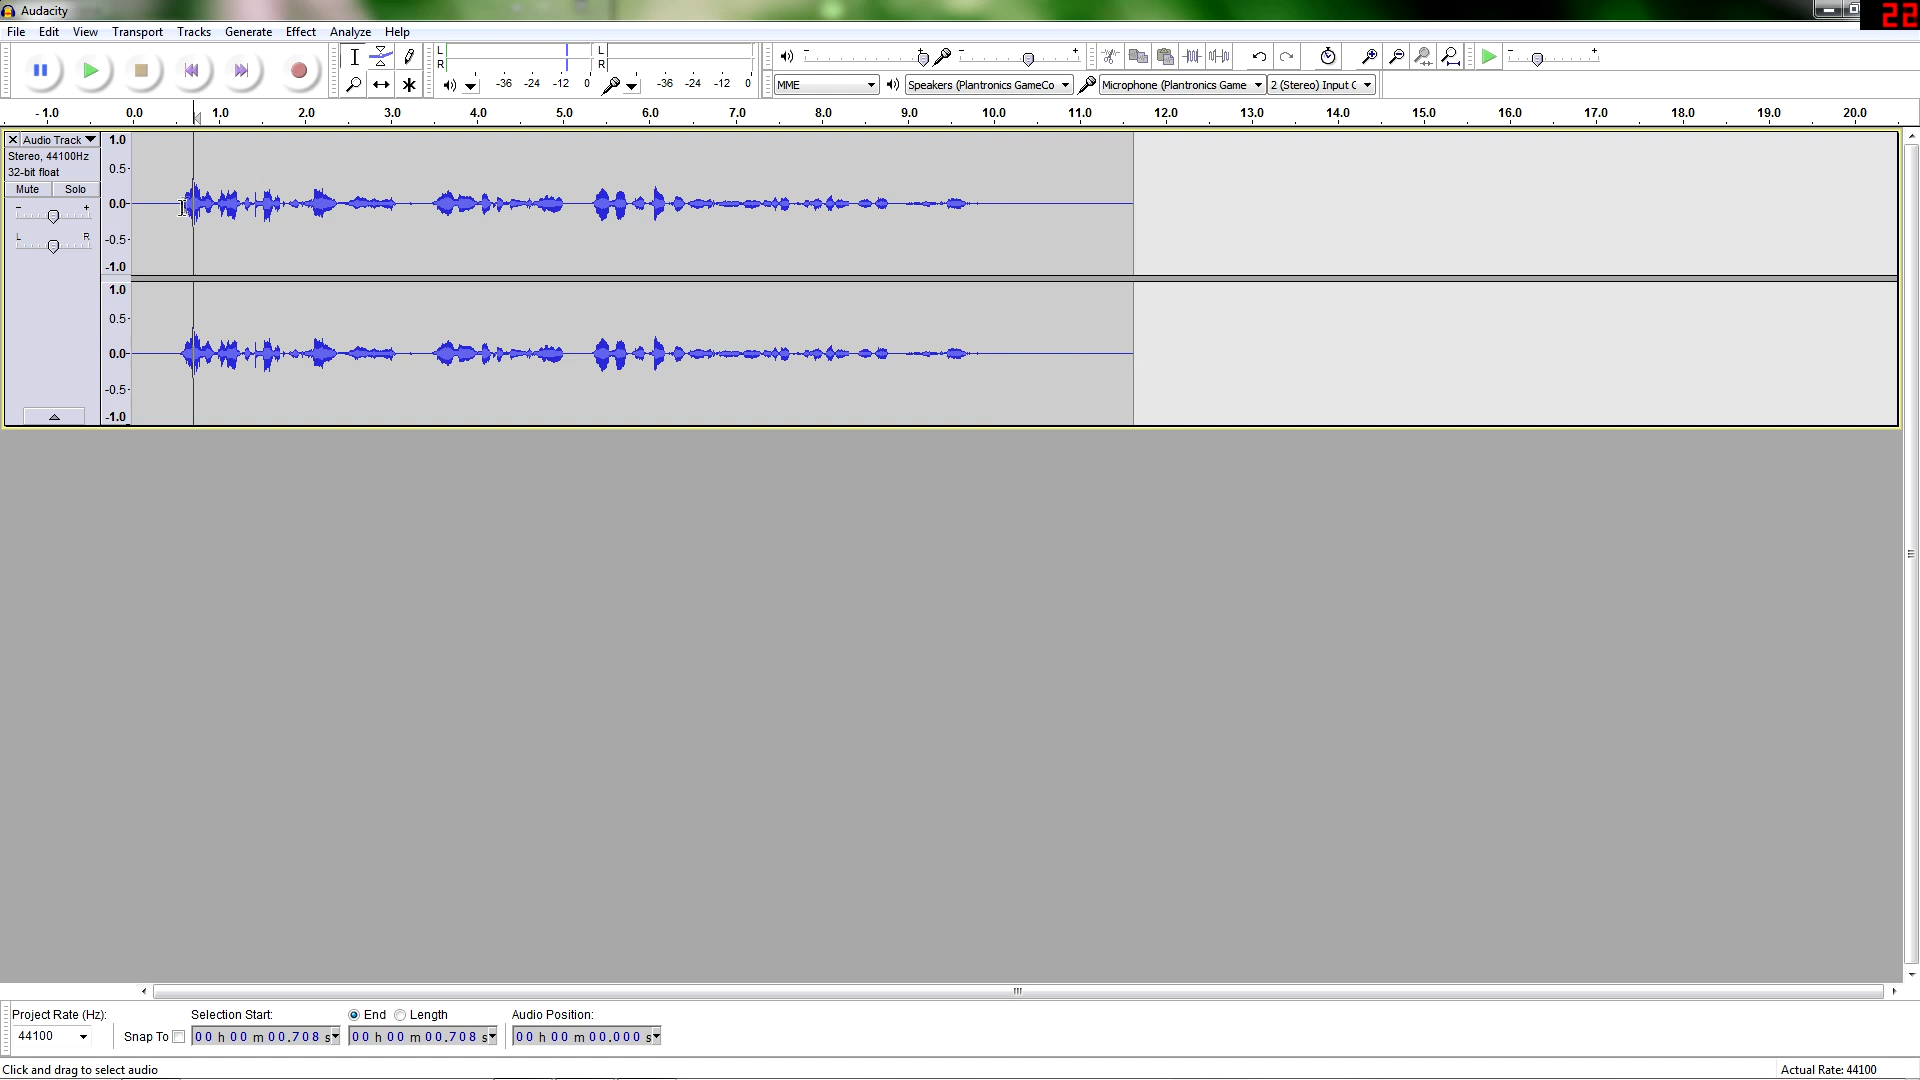 Audacity
22
File Edit View Transport Tracks Generate Effect Analyze Help
L R -36 -24 -12 0 L R -36 -24 -12 0
MME Speakers (Plantronics GameCo Microphone (Plantronics Game 2 (Stereo) Input C
-1.0 0.0 1.0 2.0 3.0 4.0 5.0 6.0 7.0 8.0 9.0 10.0 11.0 12.0 13.0 14.0 15.0 16.0 17.0 18.0 19.0 20.0
X Audio Track 1.0
Stereo, 44100Hz
32-bit float 0.5
Mute Solo
- + 0.0
L R -0.5
-1.0
1.0
0.5
0.0
-0.5
-1.0
Project Rate (Hz): Selection Start: End Length Audio Position:
44100 Snap To 00 h 00 m 00.708 s 00 h 00 m 00.708 s 00 h 00 m 00.000 s
Click and drag to select audio Actual Rate: 44100